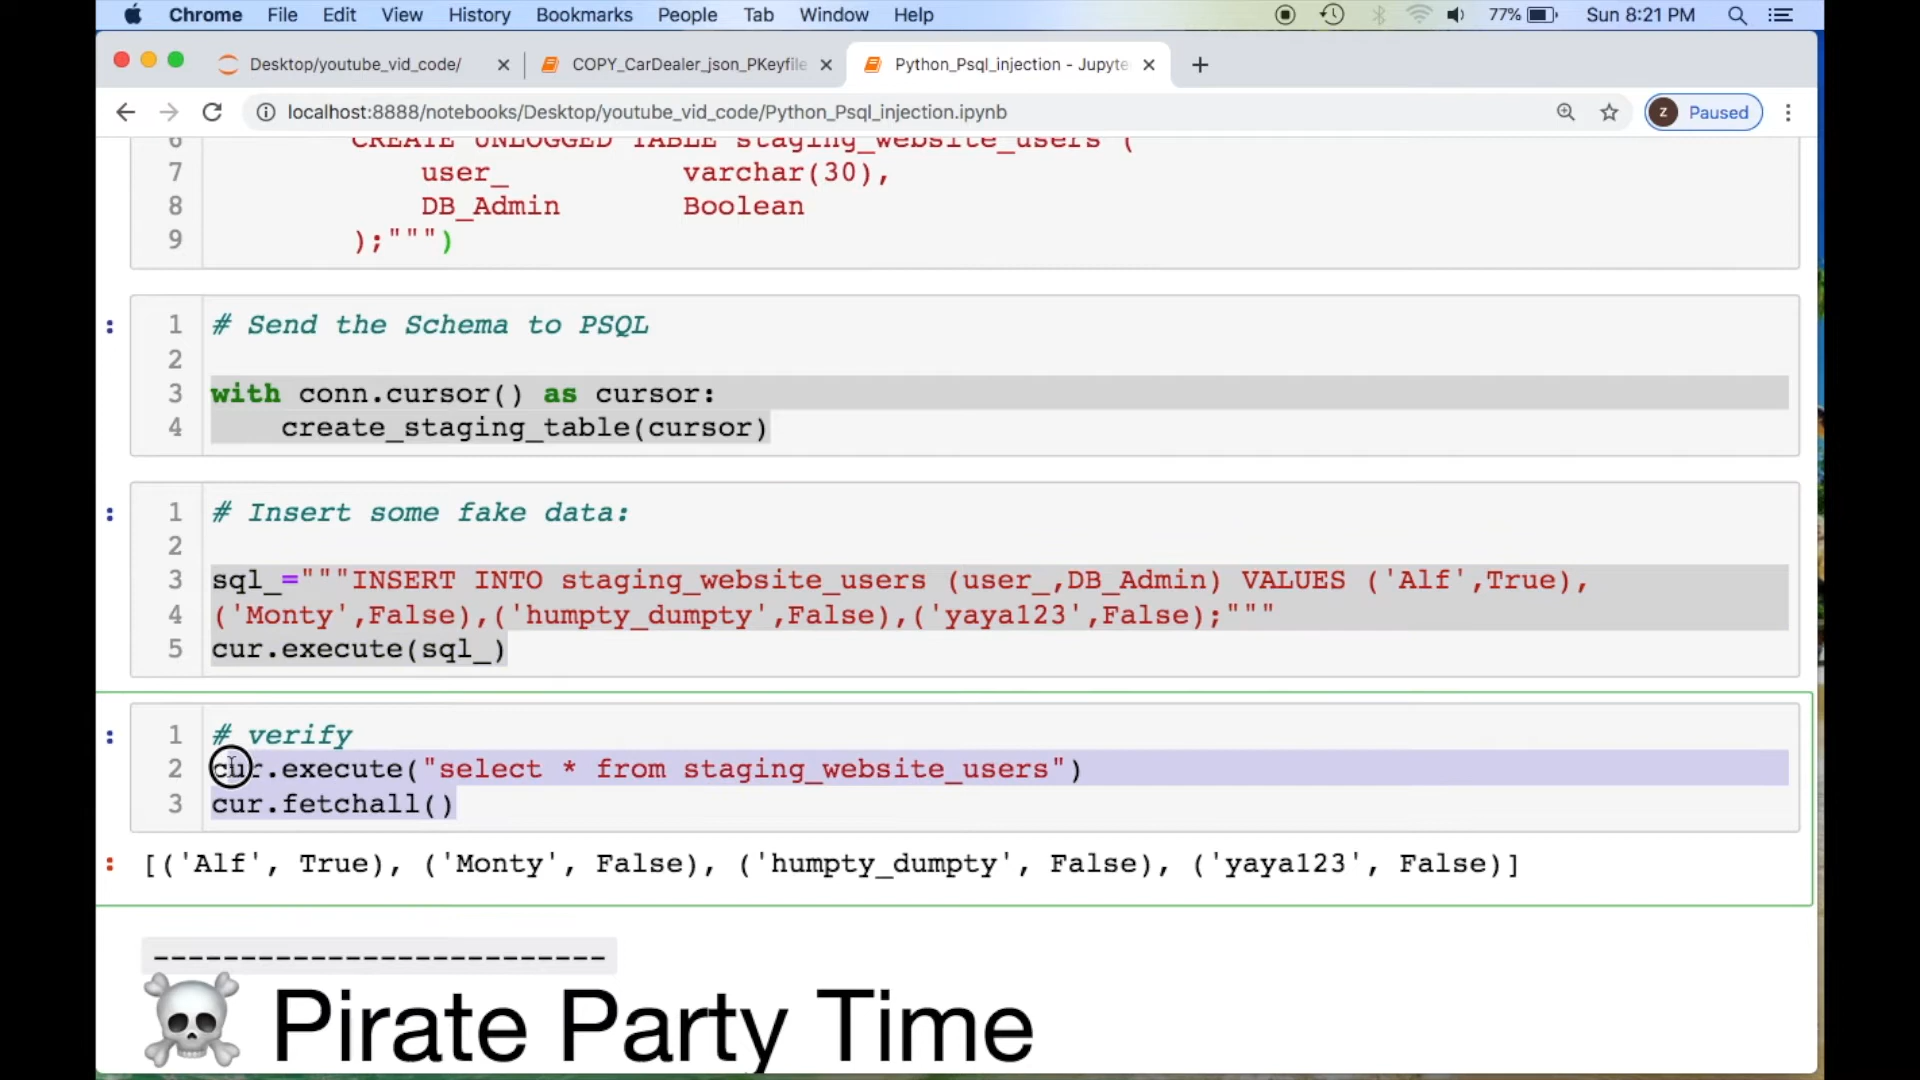 Chrome File Edit View History Bookmarks People Tab Window Help 77% Sun 8:21 PM
Desktop/youtube_vid_code/ COPY_CarDealer_json_PKeyfile Python_Psql_injection - Jupyte
localhost:8888/notebooks/Desktop/youtube_vid_code/Python_Psql_injection.ipynb Z Paused
6 CREATE UNLOGGED TABLE staging_website_users (
7 user_ varchar(30),
8 DB_Admin Boolean
9 );""")
: 1 # Send the Schema to PSQL
2
3 with conn.cursor() as cursor:
4 create_staging_table(cursor)
: 1 # Insert some fake data:
2
3 sql_="""INSERT INTO staging_website_users (user_,DB_Admin) VALUES ('Alf',True),
4 ('Monty',False),('humpty_dumpty',False),('yaya123',False);"""
5 cur.execute(sql_)
: 1 # verify
2 cur.execute("select * from staging_website_users")
3 cur.fetchall()
: [('Alf', True), ('Monty', False), ('humpty_dumpty', False), ('yaya123', False)]
--------------------------
Pirate Party Time